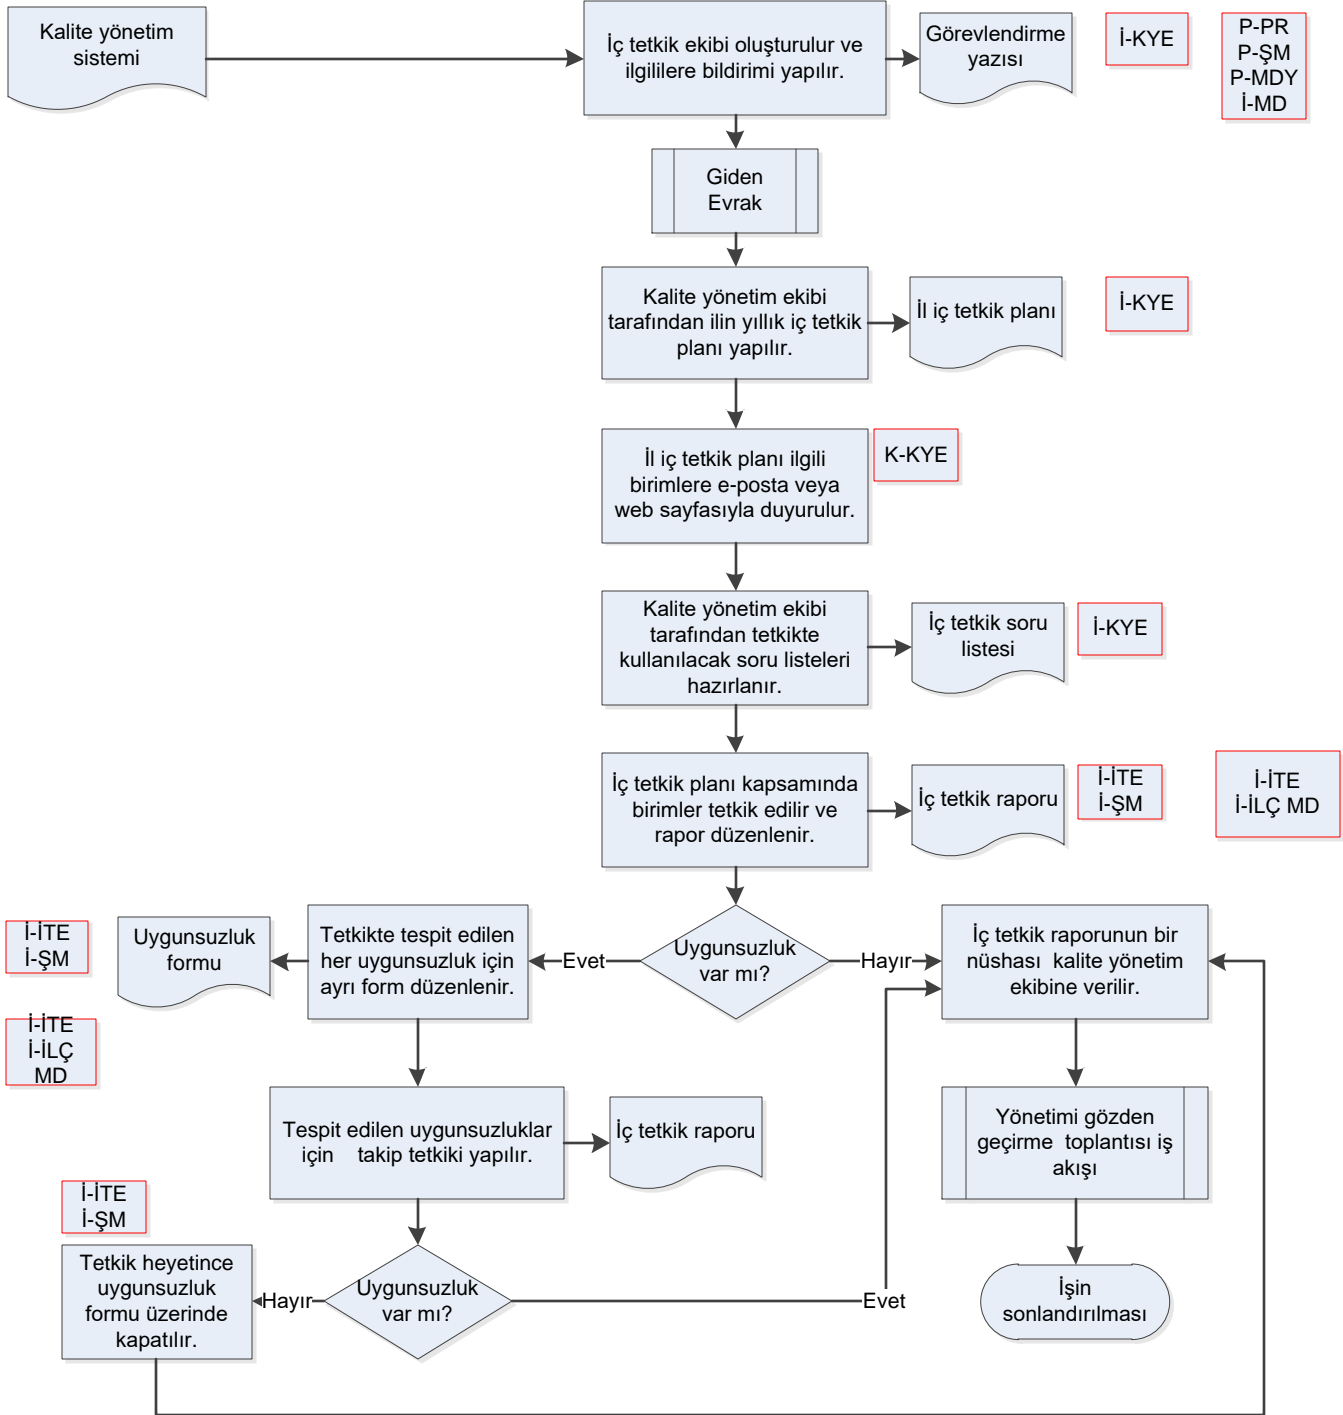 Kalite yönetim
sistemi
İç tetkik ekibi oluşturulur ve
ilgililere bildirimi yapılır.
Görevlendirme
yazısı
İ-KYE
P-PR
P-ŞM
P-MDY
İ-MD
Giden
Evrak
Kalite yönetim ekibi
tarafından ilin yıllık iç tetkik
planı yapılır.
İl iç tetkik planı
İ-KYE
İl iç tetkik planı ilgili
birimlere e-posta veya
web sayfasıyla duyurulur.
K-KYE
Kalite yönetim ekibi
tarafından tetkikte
kullanılacak soru listeleri
hazırlanır.
İç tetkik soru
listesi
İ-KYE
İç tetkik planı kapsamında
birimler tetkik edilir ve
rapor düzenlenir.
İç tetkik raporu
İ-İTE
İ-ŞM
İ-İTE
İ-İLÇ MD
İ-İTE
İ-ŞM
Uygunsuzluk
formu
Tetkikte tespit edilen
her uygunsuzluk için
ayrı form düzenlenir.
Evet
Uygunsuzluk
var mı?
Hayır
İç tetkik raporunun bir
nüshası kalite yönetim
ekibine verilir.
İ-İTE
İ-İLÇ
MD
Tespit edilen uygunsuzluklar
için takip tetkiki yapılır.
İç tetkik raporu
Yönetimi gözden
geçirme toplantısı iş
akışı
İ-İTE
İ-ŞM
Tetkik heyetince
uygunsuzluk
formu üzerinde
kapatılır.
Hayır
Uygunsuzluk
var mı?
Evet
İşin
sonlandırılması